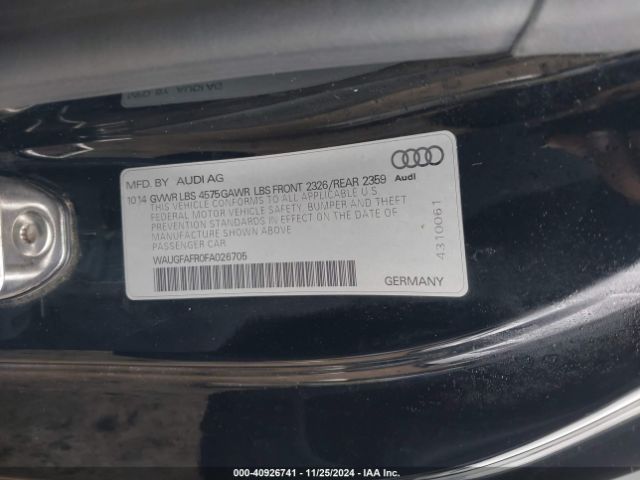 MFD. BY AUDI AG
10 14 GVWR LBS 4575 GAWR LBS FRONT 2326/REAR 2359
THIS VEHICLE CONFORMS TO ALL APPLICABLE U.S.
FEDERAL MOTOR VEHICLE SAFETY, BUMPER AND THEFT
PREVENTION STANDARDS IN EFFECT ON THE DATE OF
MANUFACTURE SHOWN ABOVE
PASSENGER CAR
WAUGFAFR0FA026705
Audi
4310061
GERMANY
000-40926741 - 11/25/2024 - IAA Inc.